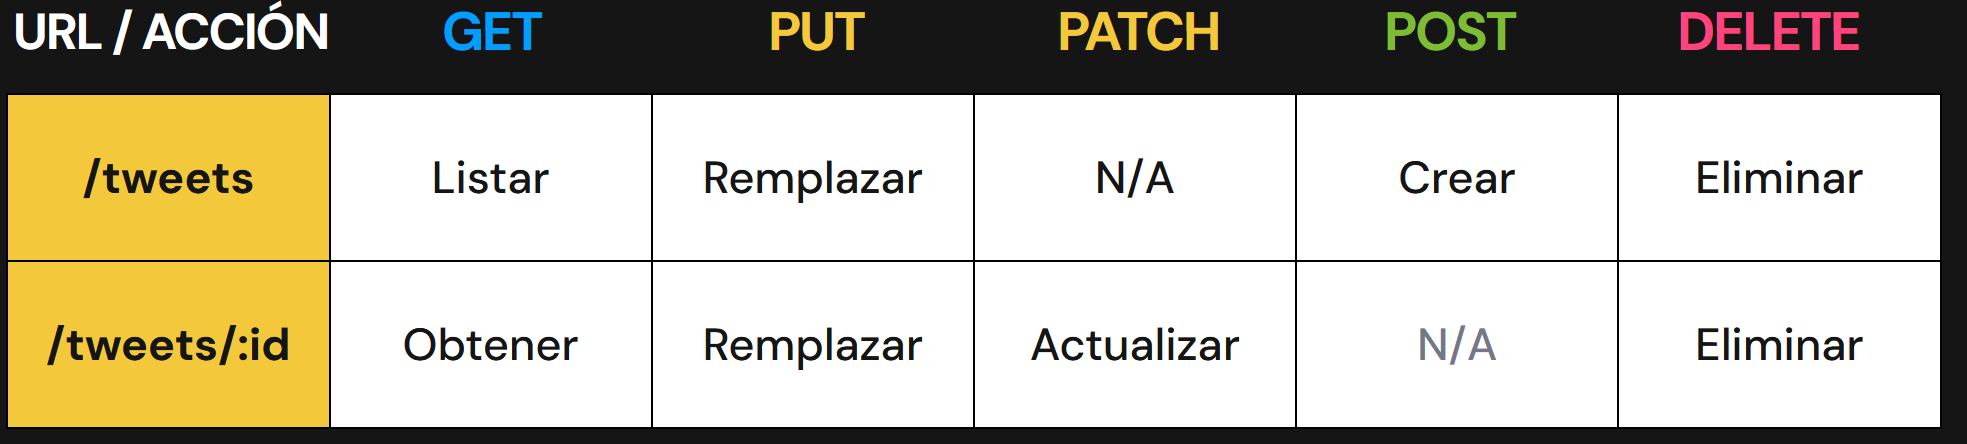 URL / ACCIÓN GET PUT PATCH POST DELETE
/tweets Listar Remplazar N/A Crear Eliminar
/tweets/:id Obtener Remplazar Actualizar N/A Eliminar